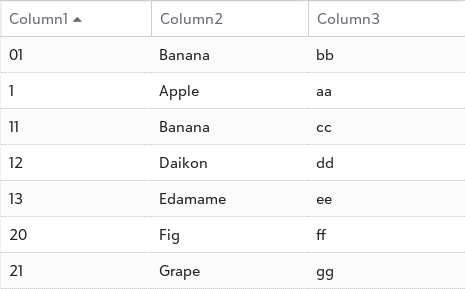 Column1 Column2 Column3
01 Banana bb
1 Apple aa
11 Banana cc
12 Daikon dd
13 Edamame ee
20 Fig ff
21 Grape gg